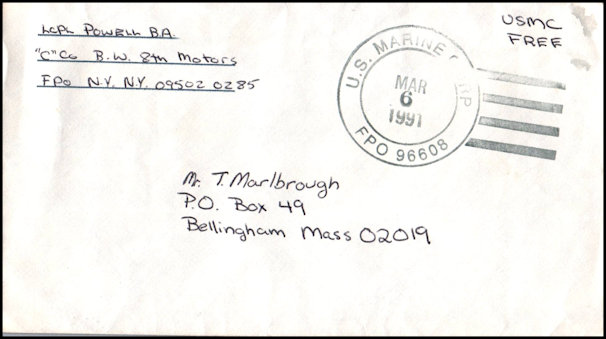 LCPL POWELL B.A.
"C" Co B.W. 8th Motors
FPO N.Y. N.Y. 09502 0285
USMC
FREE
U.S. MARINE CORP
MAR
6
1991
FPO 96608
Mr. T. Marlbrough
P.O. Box 49
Bellingham Mass 02019